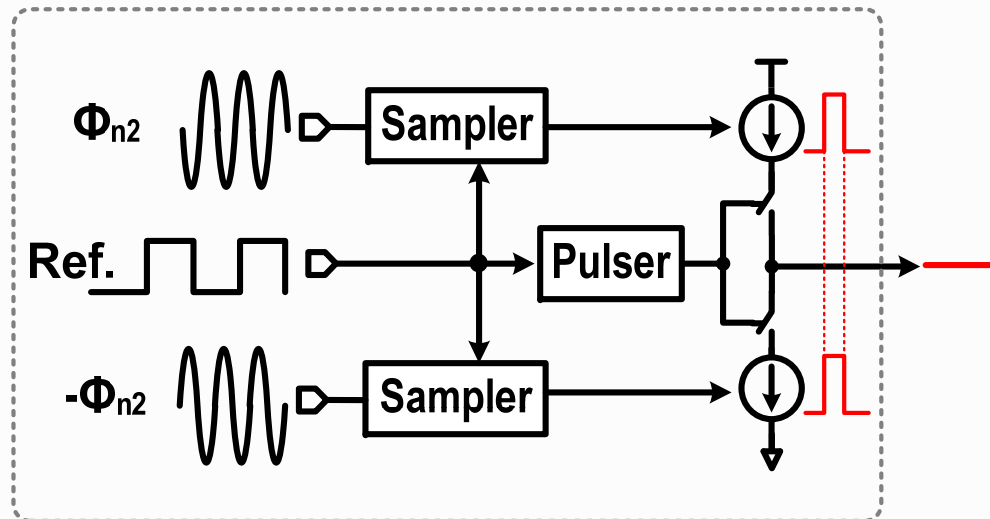 Φn2
Sampler
Ref.
Pulser
-Φn2
Sampler